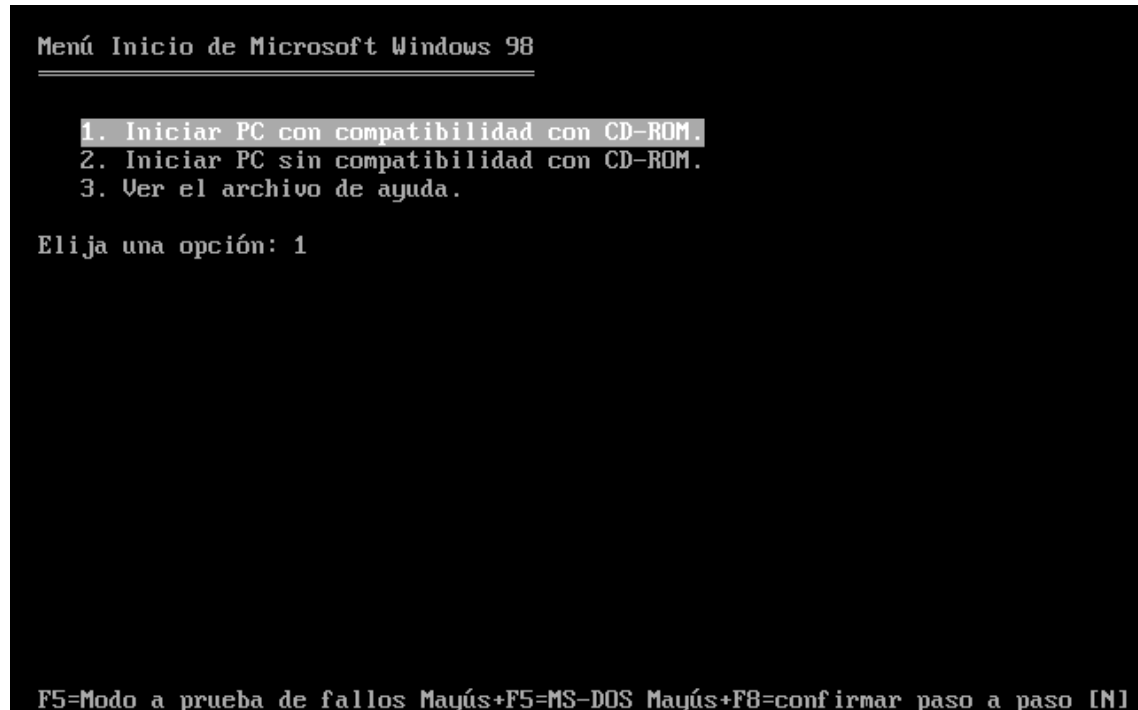 Menú Inicio de Microsoft Windows 98
1. Iniciar PC con compatibilidad con CD-ROM.
2. Iniciar PC sin compatibilidad con CD-ROM.
3. Ver el archivo de ayuda.
Elija una opción: 1
F5=Modo a prueba de fallos Mayús+F5=MS-DOS Mayús+F8=confirmar paso a paso [N]